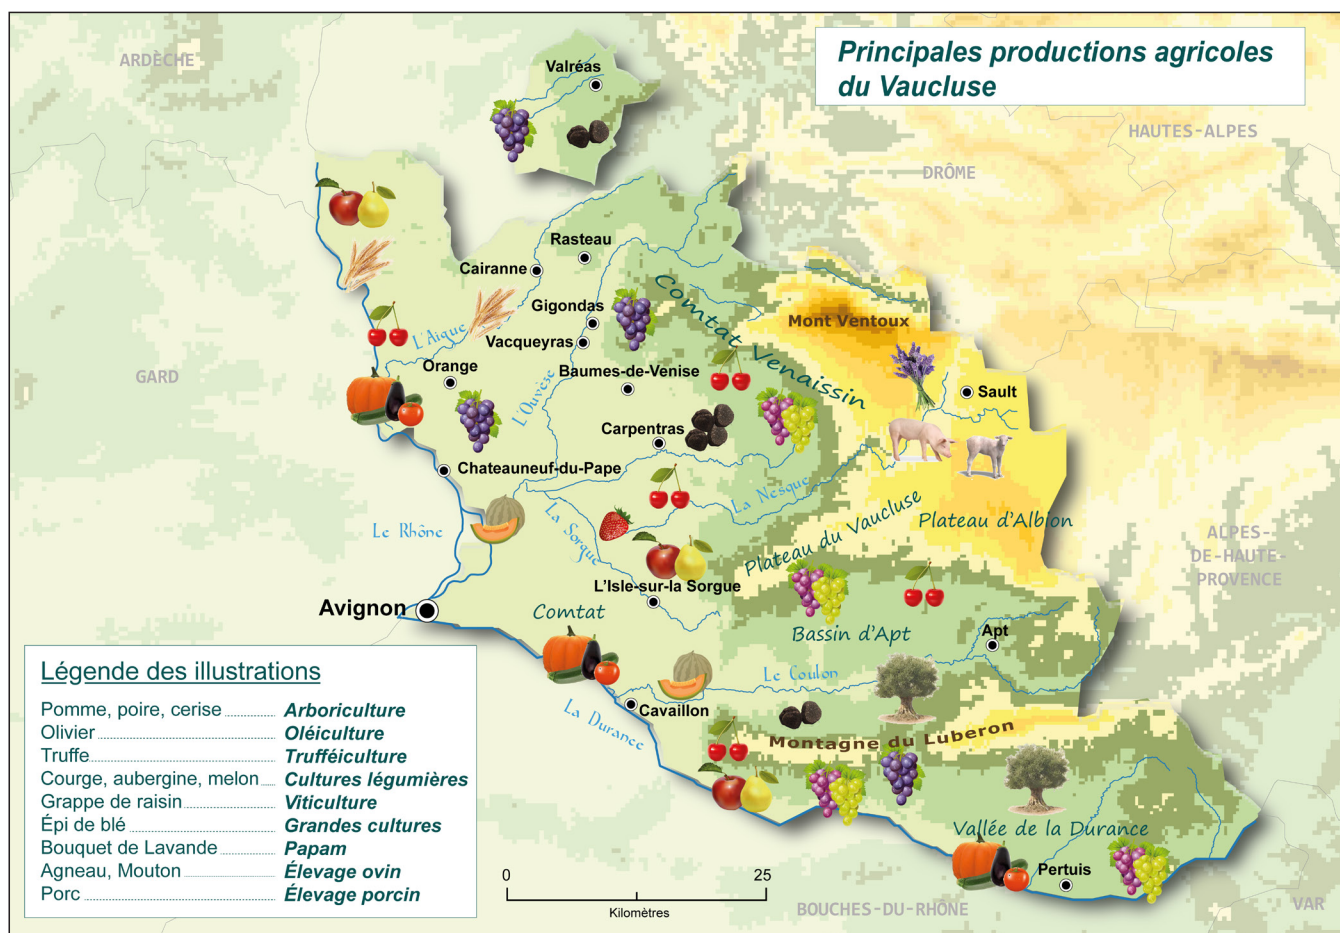 Principales productions agricoles
du Vaucluse
ARDÈCHE
Valréas
HAUTES-ALPES
DRÔME
Rasteau
Cairanne
Comtat Venaissin
Gigondas
Mont Ventoux
L'Aigue
Vacqueyras
Orange
Baumes-de-Venise
GARD
L'Ouvèse
Sault
Carpentras
Chateauneuf-du-Pape
La Nesque
Le Rhône
La Sorgue
Plateau du Vaucluse
Plateau d'Albion
ALPES-
DE-HAUTE-
PROVENCE
L'Isle-sur-la Sorgue
Avignon
Comtat
Bassin d'Apt
Apt
Le Coulon
Cavaillon
La Durance
Montagne du Luberon
Vallée de la Durance
Pertuis
BOUCHES-DU-RHÔNE
VAR
Légende des illustrations
Pomme, poire, cerise Arboriculture
Olivier Oléiculture
Truffe Trufféiculture
Courge, aubergine, melon Cultures légumières
Grappe de raisin Viticulture
Épi de blé Grandes cultures
Bouquet de Lavande Papam
Agneau, Mouton Élevage ovin
Porc Élevage porcin
0 25
Kilomètres